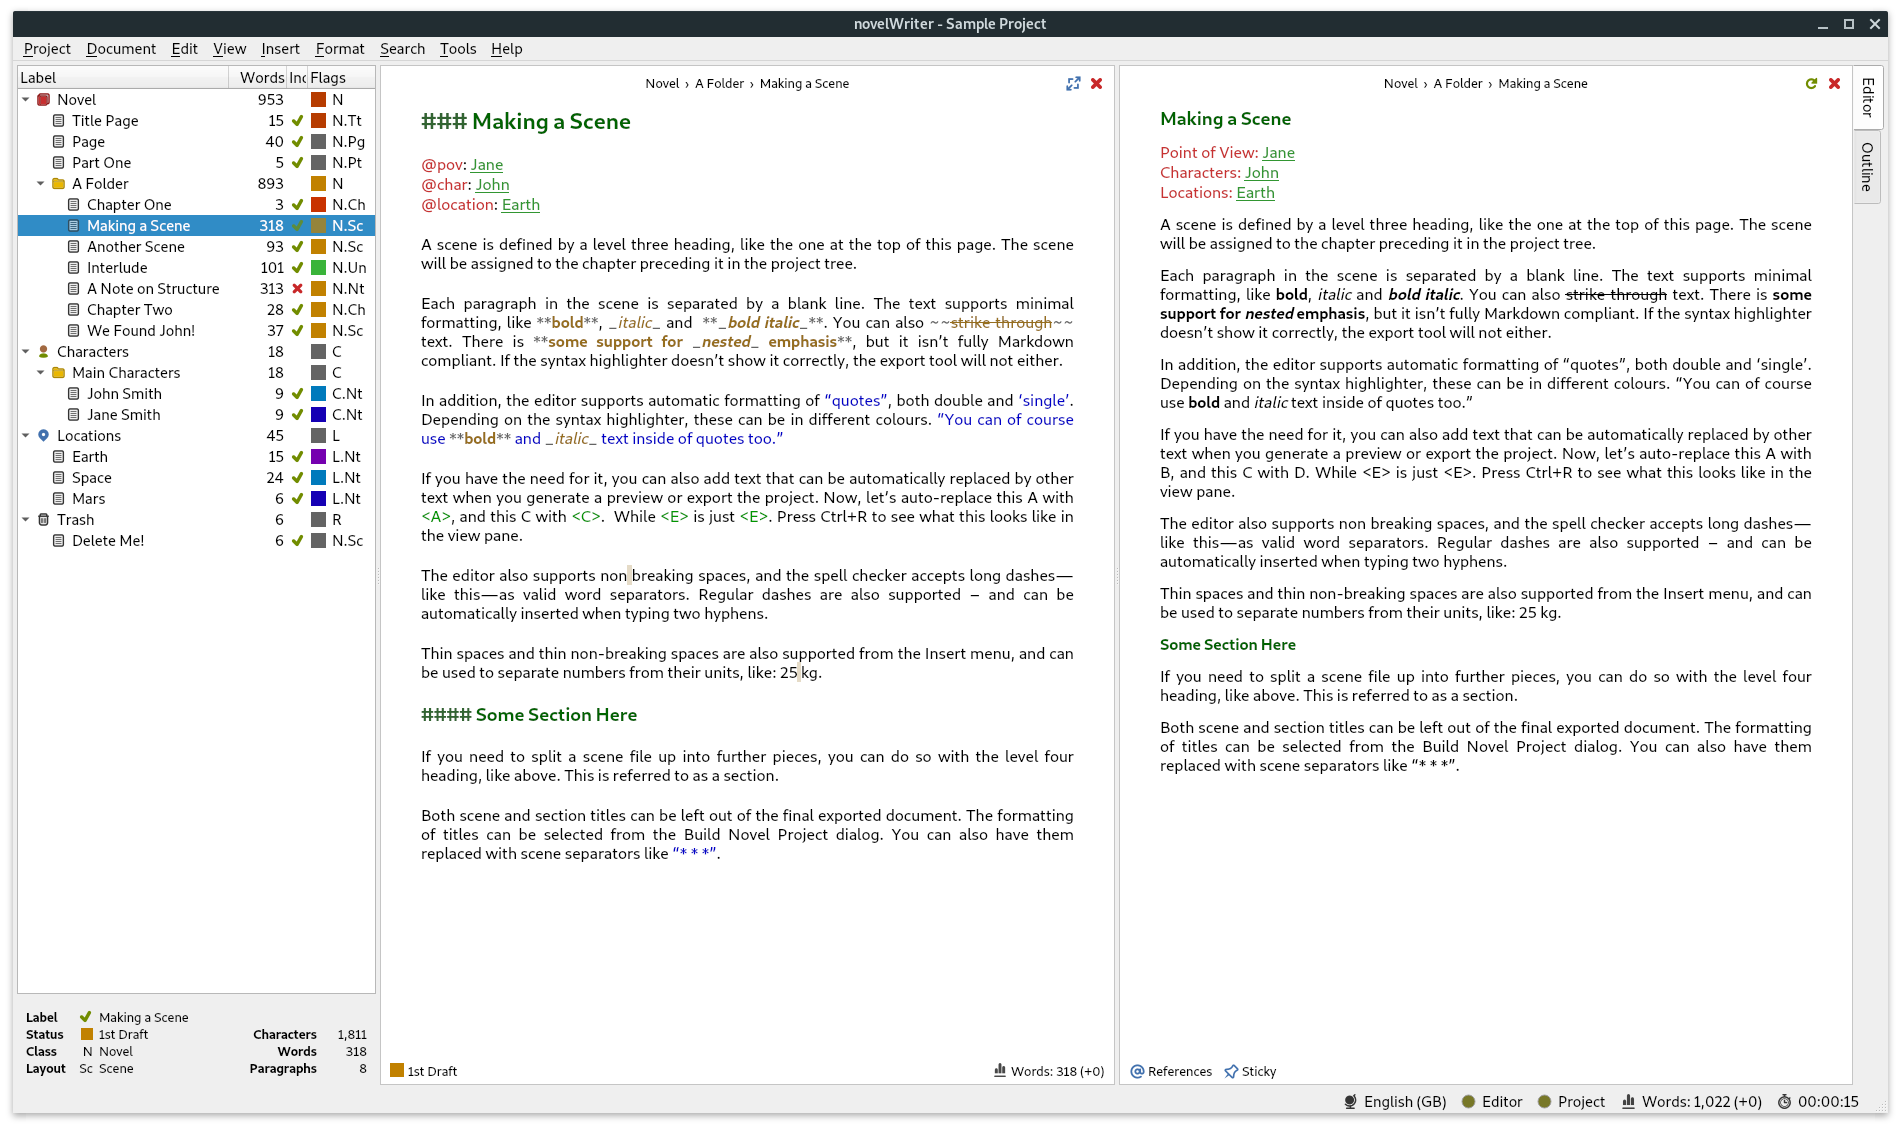 novelWriter - Sample Project
Project Document Edit View Insert Format Search Tools Help
Label Words Inc Flags
Novel 953 N
Title Page 15 N.Tt
Page 40 N.Pg
Part One 5 N.Pt
A Folder 893 N
Chapter One 3 N.Ch
Making a Scene 318 N.Sc
Another Scene 93 N.Sc
Interlude 101 N.Un
A Note on Structure 313 N.Nt
Chapter Two 28 N.Ch
We Found John! 37 N.Sc
Characters 18 C
Main Characters 18 C
John Smith 9 C.Nt
Jane Smith 9 C.Nt
Locations 45 L
Earth 15 L.Nt
Space 24 L.Nt
Mars 6 L.Nt
Trash 6 R
Delete Me! 6 N.Sc
Label Making a Scene
Status 1st Draft Characters 1,811
Class N Novel Words 318
Layout Sc Scene Paragraphs 8
Novel › A Folder › Making a Scene
### Making a Scene
@pov: Jane
@char: John
@location: Earth
A scene is defined by a level three heading, like the one at the top of this page. The scene
will be assigned to the chapter preceding it in the project tree.
Each paragraph in the scene is separated by a blank line. The text supports minimal
formatting, like **bold**, _italic_ and **_bold italic_**. You can also ~~strike through~~
text. There is **some support for _nested_ emphasis**, but it isn’t fully Markdown
compliant. If the syntax highlighter doesn’t show it correctly, the export tool will not either.
In addition, the editor supports automatic formatting of “quotes”, both double and ‘single’.
Depending on the syntax highlighter, these can be in different colours. “You can of course
use **bold** and _italic_ text inside of quotes too.”
If you have the need for it, you can also add text that can be automatically replaced by other
text when you generate a preview or export the project. Now, let’s auto-replace this A with
<A>, and this C with <C>. While <E> is just <E>. Press Ctrl+R to see what this looks like in
the view pane.
The editor also supports non breaking spaces, and the spell checker accepts long dashes—
like this—as valid word separators. Regular dashes are also supported – and can be
automatically inserted when typing two hyphens.
Thin spaces and thin non-breaking spaces are also supported from the Insert menu, and can
be used to separate numbers from their units, like: 25 kg.
#### Some Section Here
If you need to split a scene file up into further pieces, you can do so with the level four
heading, like above. This is referred to as a section.
Both scene and section titles can be left out of the final exported document. The formatting
of titles can be selected from the Build Novel Project dialog. You can also have them
replaced with scene separators like “* * *”.
1st Draft Words: 318 (+0)
Novel › A Folder › Making a Scene
Making a Scene
Point of View: Jane
Characters: John
Locations: Earth
A scene is defined by a level three heading, like the one at the top of this page. The scene
will be assigned to the chapter preceding it in the project tree.
Each paragraph in the scene is separated by a blank line. The text supports minimal
formatting, like bold, italic and bold italic. You can also strike through text. There is some
support for nested emphasis, but it isn’t fully Markdown compliant. If the syntax highlighter
doesn’t show it correctly, the export tool will not either.
In addition, the editor supports automatic formatting of “quotes”, both double and ‘single’.
Depending on the syntax highlighter, these can be in different colours. “You can of course
use bold and italic text inside of quotes too.”
If you have the need for it, you can also add text that can be automatically replaced by other
text when you generate a preview or export the project. Now, let’s auto-replace this A with
B, and this C with D. While <E> is just <E>. Press Ctrl+R to see what this looks like in the
view pane.
The editor also supports non breaking spaces, and the spell checker accepts long dashes—
like this—as valid word separators. Regular dashes are also supported – and can be
automatically inserted when typing two hyphens.
Thin spaces and thin non-breaking spaces are also supported from the Insert menu, and can
be used to separate numbers from their units, like: 25 kg.
Some Section Here
If you need to split a scene file up into further pieces, you can do so with the level four
heading, like above. This is referred to as a section.
Both scene and section titles can be left out of the final exported document. The formatting
of titles can be selected from the Build Novel Project dialog. You can also have them
replaced with scene separators like “* * *”.
References Sticky
Editor
Outline
English (GB) Editor Project Words: 1,022 (+0) 00:00:15